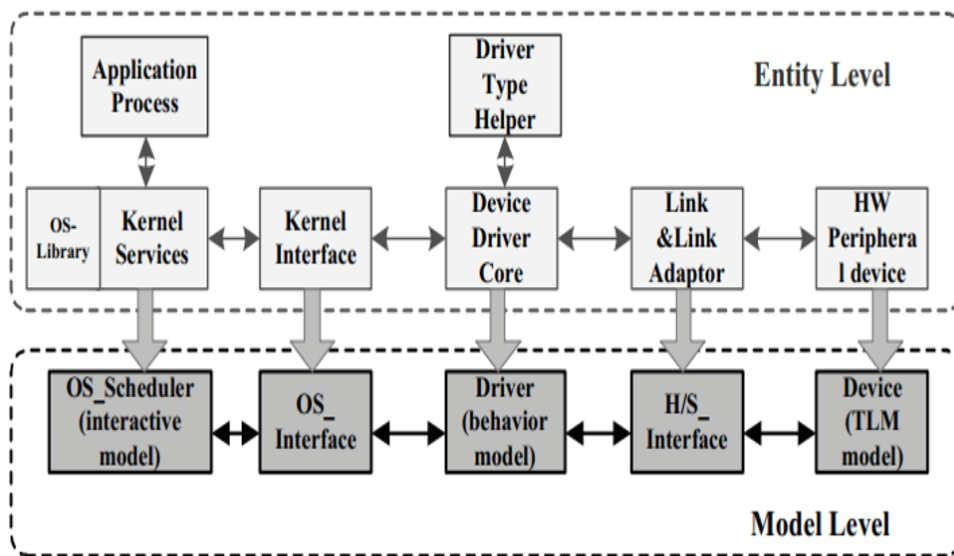 Application
Process
Driver
Type
Helper
Entity Level
OS-
Library
Kernel
Services
Kernel
Interface
Device
Driver
Core
Link
&Link
Adaptor
HW
Periphera
l device
OS_Scheduler
(interactive
model)
OS_
Interface
Driver
(behavior
model)
H/S_
Interface
Device
(TLM
model)
Model Level